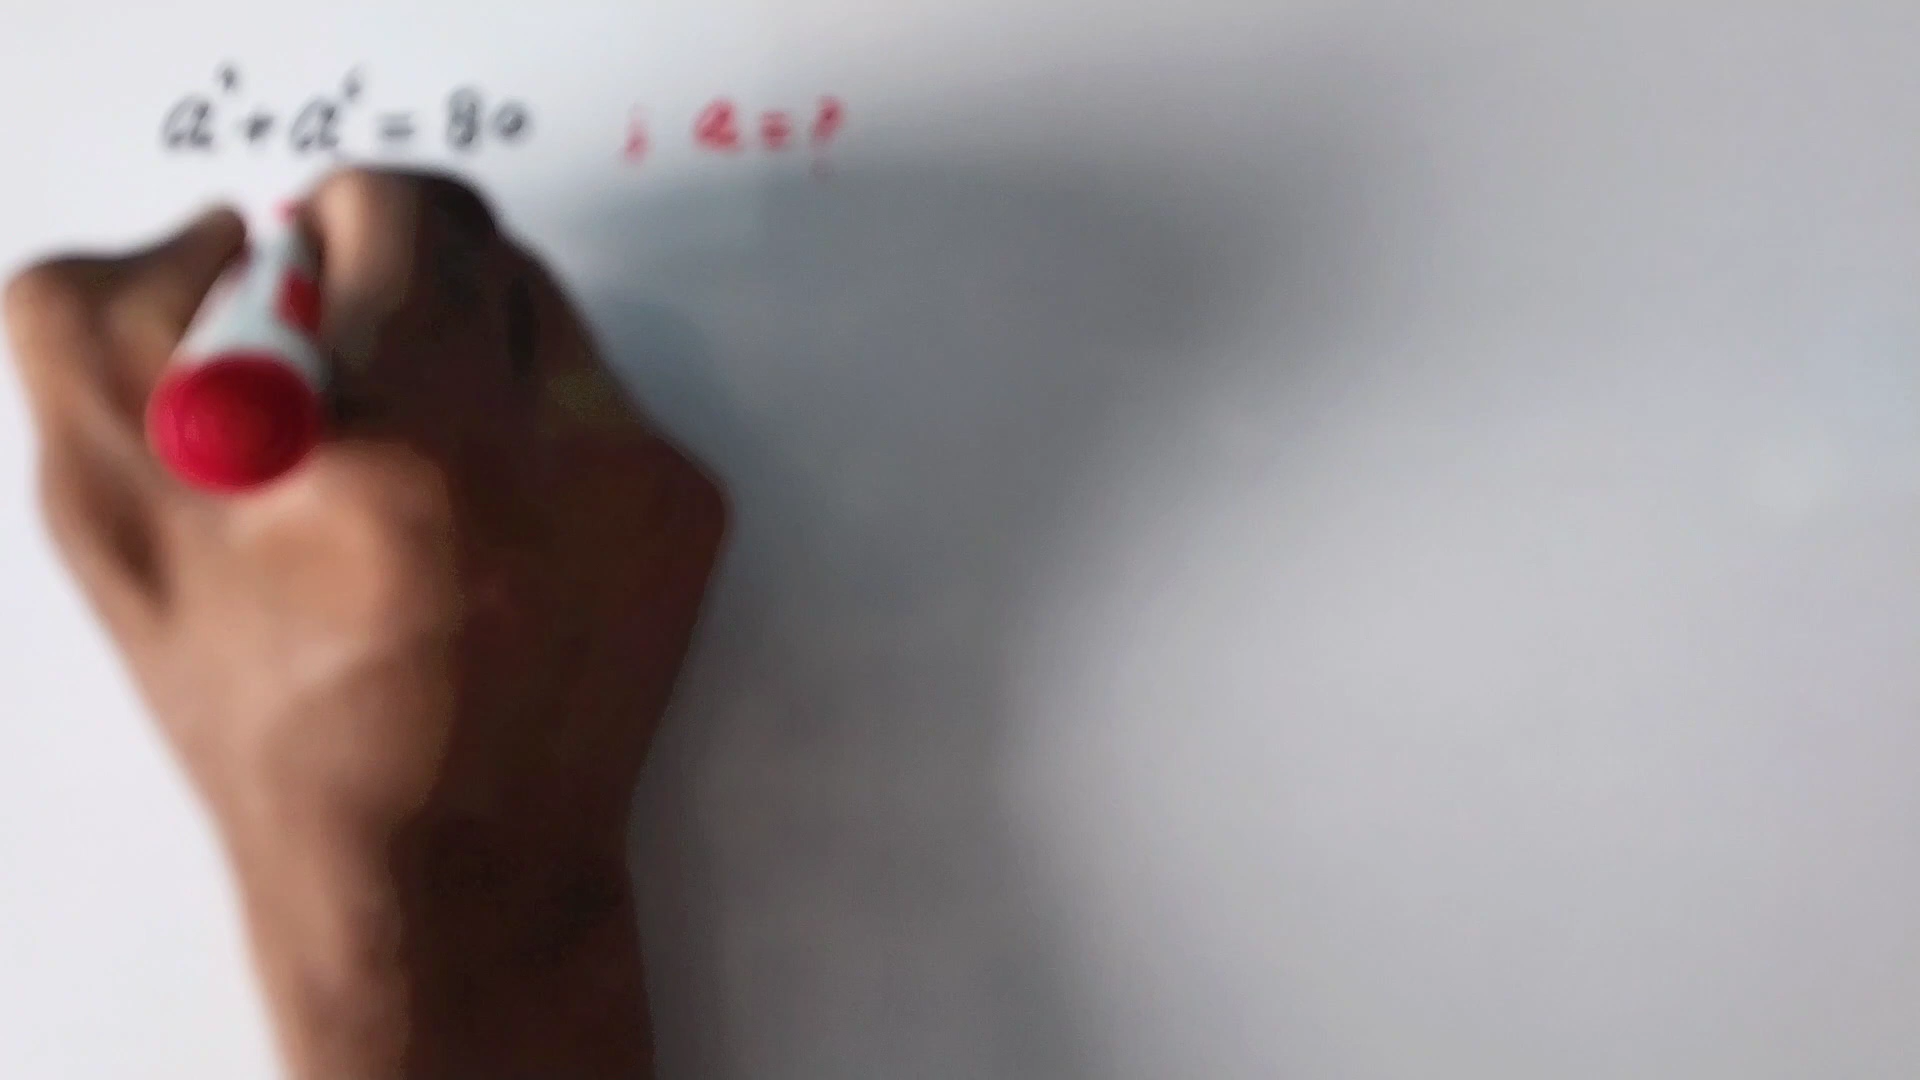 a + a = 80 ; a = ?